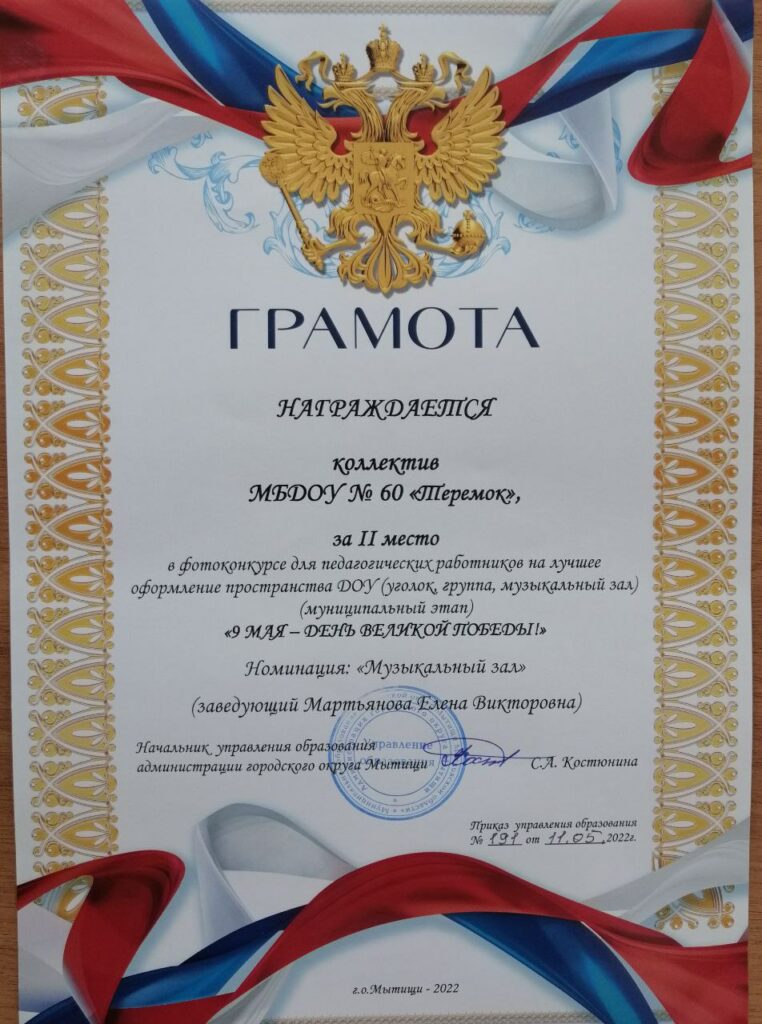 ГРАМОТА
НАГРАЖДАЕТСЯ
коллектив
МБДОУ № 60 «Теремок»,
за II место
в фотоконкурсе для педагогических работников на лучшее
оформление пространства ДОУ (уголок, группа, музыкальный зал)
(муниципальный этап)
«9 МАЯ – ДЕНЬ ВЕЛИКОЙ ПОБЕДЫ!»
Номинация: «Музыкальный зал»
(заведующий Мартьянова Елена Викторовна)
Начальник управления образования
администрации городского округа Мытищи
С.А. Костюнина
Управление
образования
Приказ управления образования
№ 191 от 11.05.2022г.
г.о.Мытищи - 2022